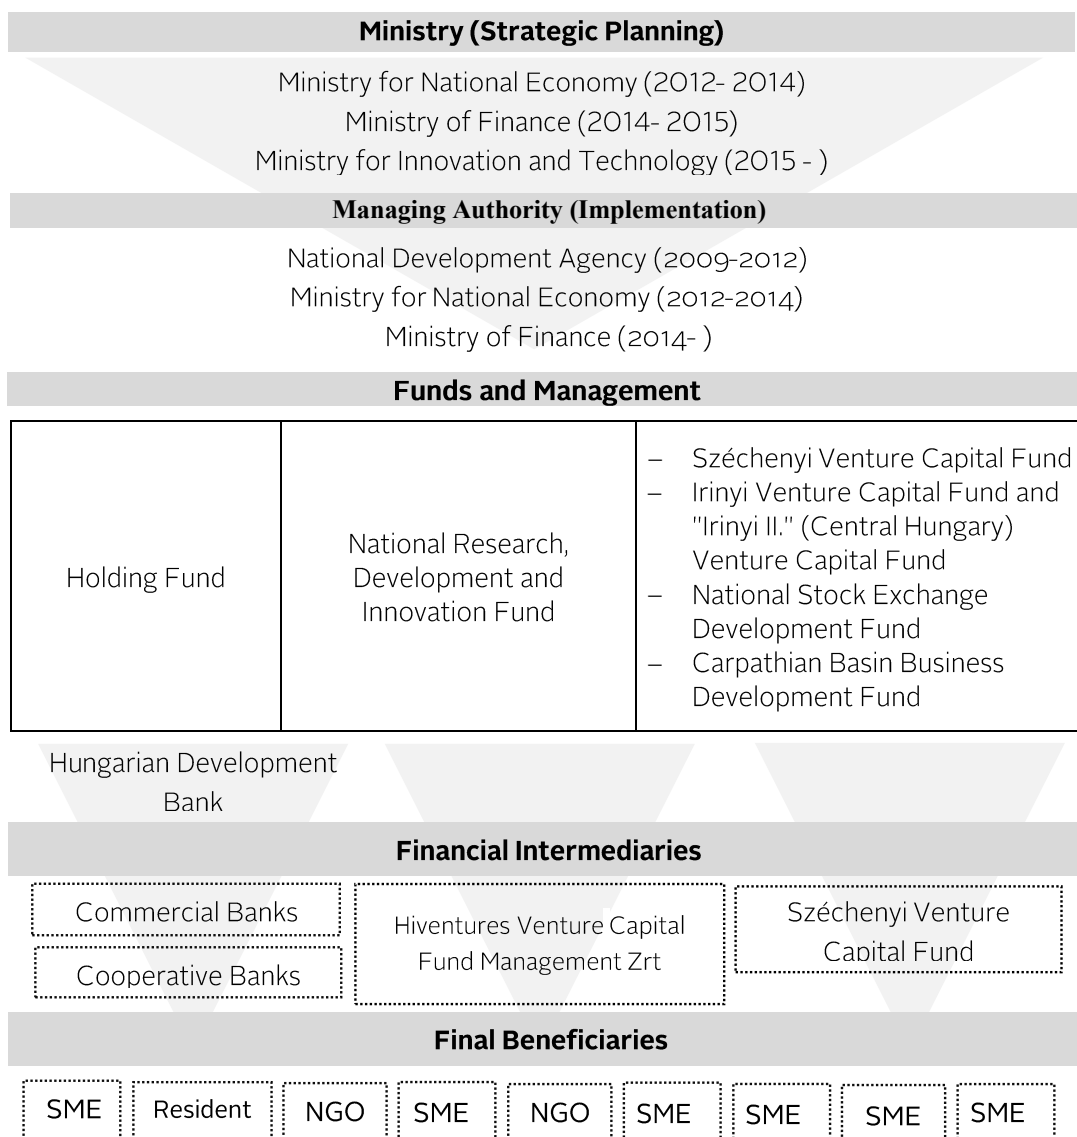 Ministry (Strategic Planning)
Ministry for National Economy (2012- 2014)
Ministry of Finance (2014- 2015)
Ministry for Innovation and Technology (2015 - )
Managing Authority (Implementation)
National Development Agency (2009-2012)
Ministry for National Economy (2012-2014)
Ministry of Finance (2014- )
Funds and Management
Holding Fund
National Research,
Development and
Innovation Fund
– Széchenyi Venture Capital Fund
– Irinyi Venture Capital Fund and
"Irinyi II." (Central Hungary)
Venture Capital Fund
– National Stock Exchange
Development Fund
– Carpathian Basin Business
Development Fund
Hungarian Development
Bank
Financial Intermediaries
Commercial Banks
Cooperative Banks
Hiventures Venture Capital
Fund Management Zrt
Széchenyi Venture
Capital Fund
Final Beneficiaries
SME Resident NGO SME NGO SME SME SME SME